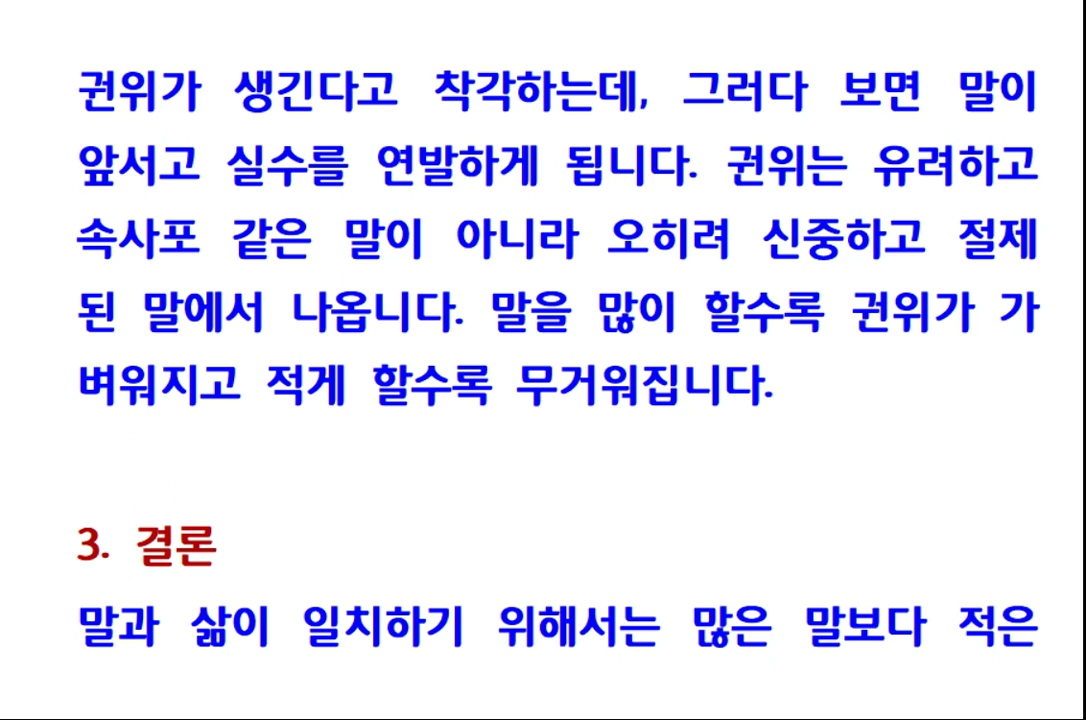 권위가 생긴다고 착각하는데, 그러다 보면 말이
앞서고 실수를 연발하게 됩니다. 권위는 유려하고
속사포 같은 말이 아니라 오히려 신중하고 절제
된 말에서 나옵니다. 말을 많이 할수록 권위가 가
벼워지고 적게 할수록 무거워집니다.
3. 결론
말과 삶이 일치하기 위해서는 많은 말보다 적은